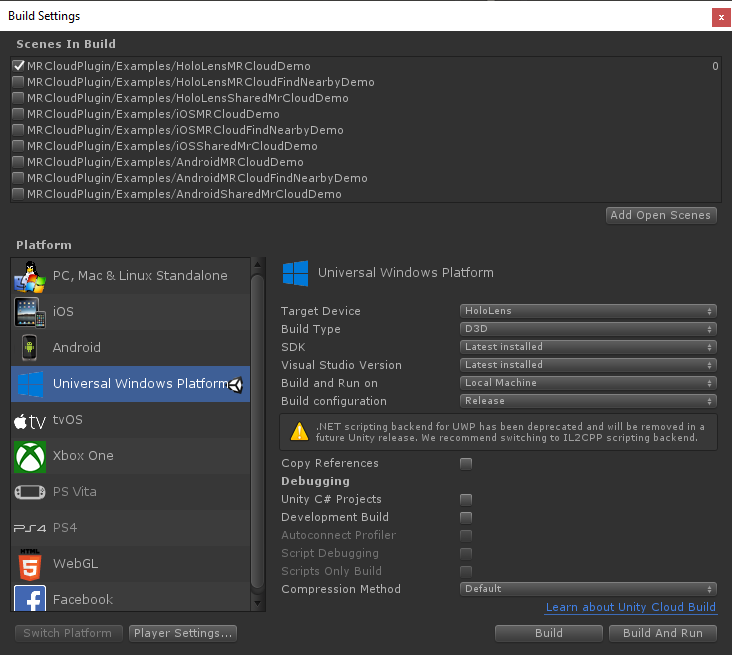 Build Settings
x
Scenes In Build
MRCloudPlugin/Examples/HoloLensMRCloudDemo 0
MRCloudPlugin/Examples/HoloLensMRCloudFindNearbyDemo
MRCloudPlugin/Examples/HoloLensSharedMrCloudDemo
MRCloudPlugin/Examples/iOSMRCloudDemo
MRCloudPlugin/Examples/iOSMRCloudFindNearbyDemo
MRCloudPlugin/Examples/iOSSharedMrCloudDemo
MRCloudPlugin/Examples/AndroidMRCloudDemo
MRCloudPlugin/Examples/AndroidMRCloudFindNearbyDemo
MRCloudPlugin/Examples/AndroidSharedMrCloudDemo
Add Open Scenes
Platform
PC, Mac & Linux Standalone
iOS
Android
Universal Windows Platform
tv tvOS
Xbox One
PS Vita
PS4 PS4
HTML
5 WebGL
f Facebook
Universal Windows Platform
Target Device HoloLens
Build Type D3D
SDK Latest installed
Visual Studio Version Latest installed
Build and Run on Local Machine
Build configuration Release
.NET scripting backend for UWP has been deprecated and will be removed in a
future Unity release. We recommend switching to IL2CPP scripting backend.
Copy References
Debugging
Unity C# Projects
Development Build
Autoconnect Profiler
Script Debugging
Scripts Only Build
Compression Method Default
Learn about Unity Cloud Build
Switch Platform Player Settings... Build Build And Run